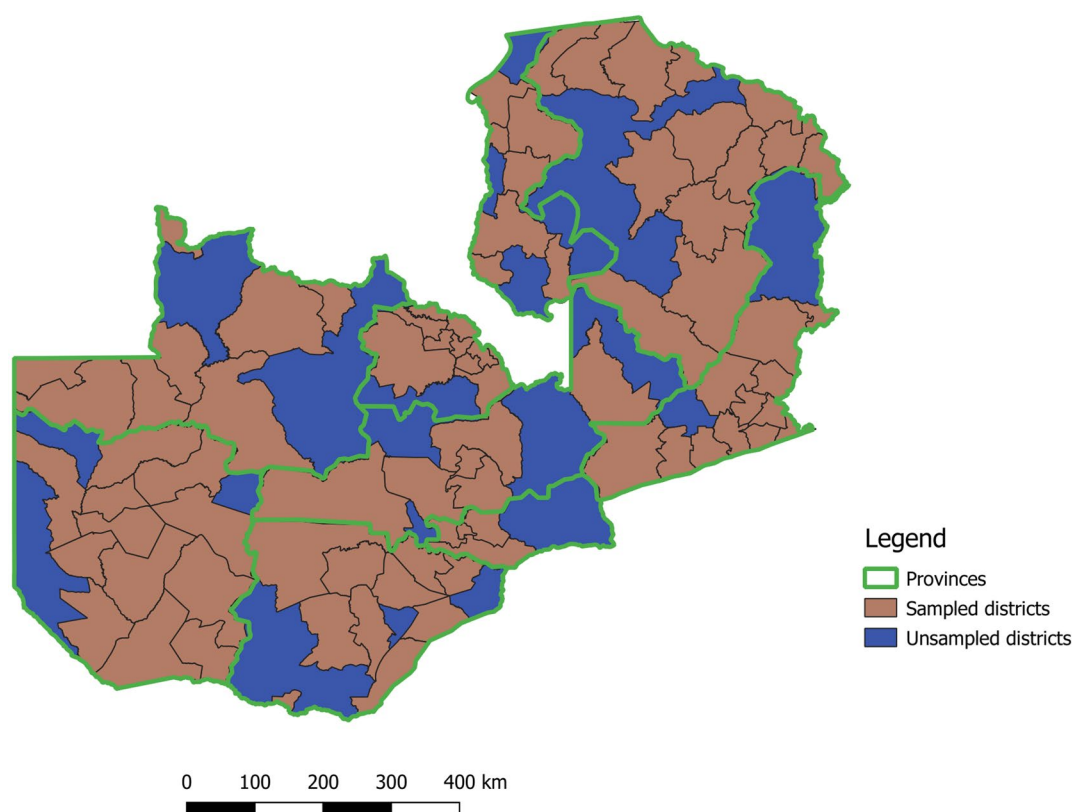 Legend
Provinces
Sampled districts
Unsampled districts
0 100 200 300 400 km